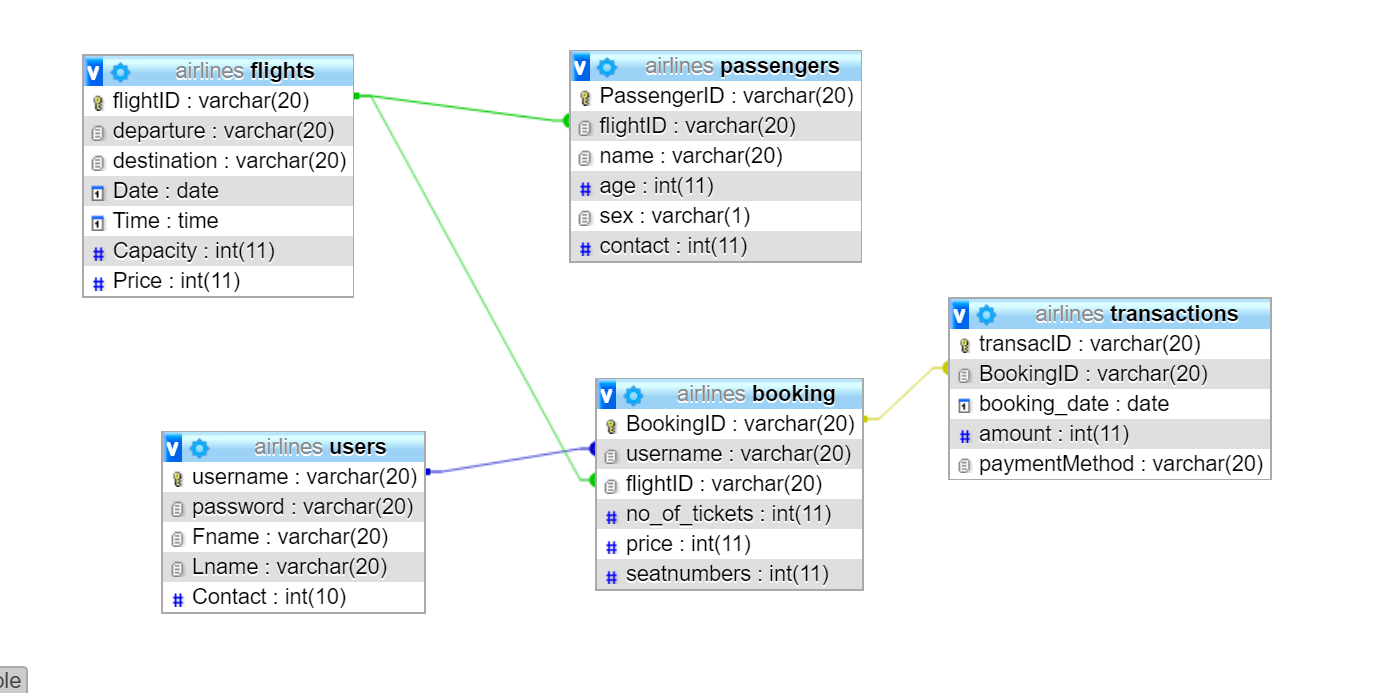 v airlines flights
flightID : varchar(20)
departure : varchar(20)
destination : varchar(20)
Date : date
Time : time
# Capacity : int(11)
# Price : int(11)
v airlines passengers
PassengerID : varchar(20)
flightID : varchar(20)
name : varchar(20)
# age : int(11)
sex : varchar(1)
# contact : int(11)
v airlines transactions
transacID : varchar(20)
BookingID : varchar(20)
booking_date : date
# amount : int(11)
paymentMethod : varchar(20)
v airlines booking
BookingID : varchar(20)
username : varchar(20)
flightID : varchar(20)
# no_of_tickets : int(11)
# price : int(11)
# seatnumbers : int(11)
v airlines users
username : varchar(20)
password : varchar(20)
Fname : varchar(20)
Lname : varchar(20)
# Contact : int(10)
ole